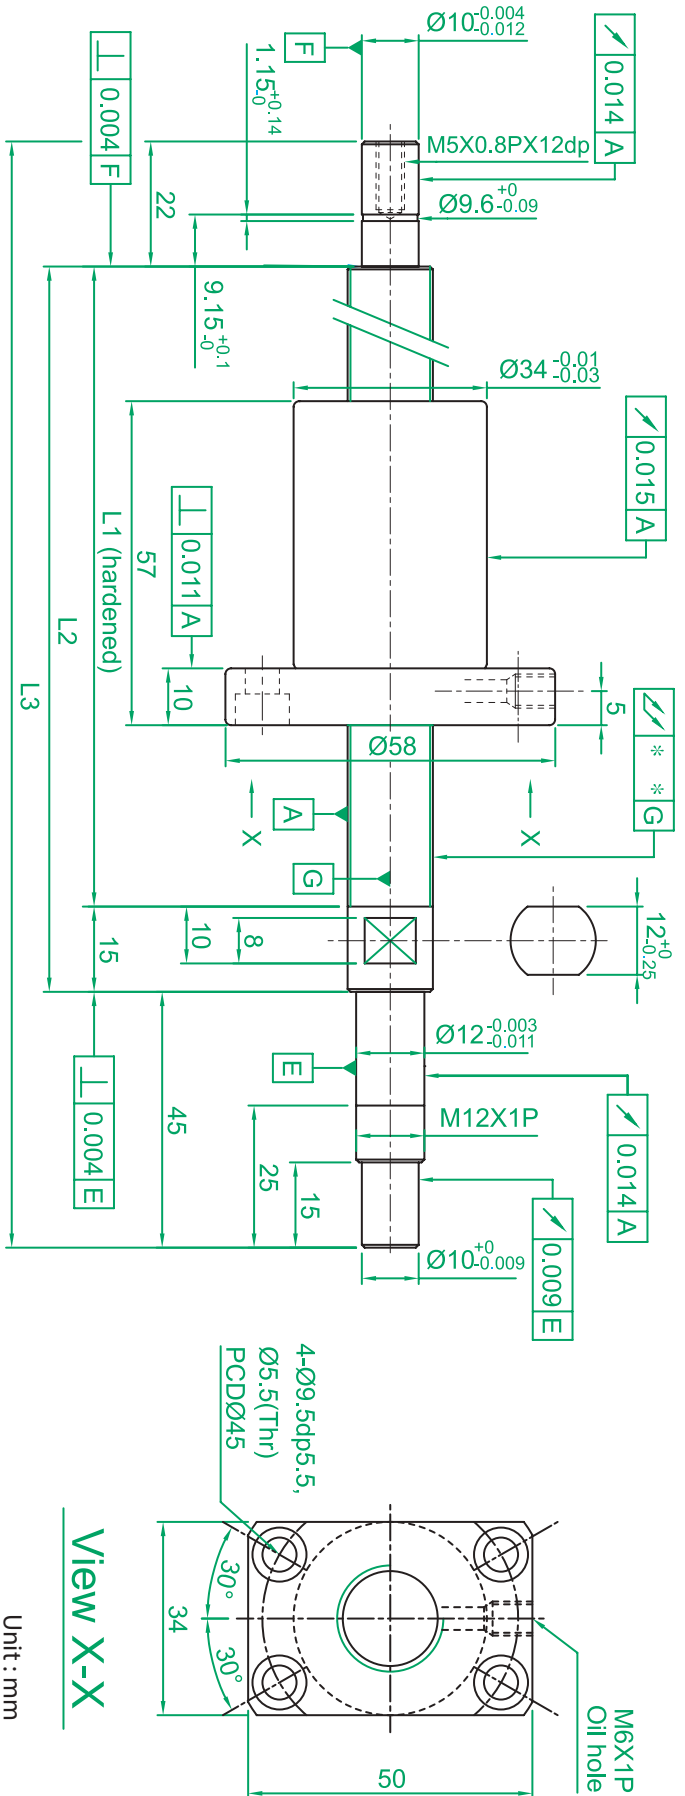 Ø10 -0.004 -0.012
0.014 A
F
1.15 +0.14 -0
M5X0.8PX12dp
⊥ 0.004 F
22
Ø9.6 +0 -0.09
9.15 +0.1 -0
Ø34 -0.01 -0.03
0.015 A
L1 (hardened)
57
⊥ 0.011 A
L2
L3
10
5
Ø58
* * G
A
X
X
G
12 +0 -0.25
15
10
8
Ø12 -0.003 -0.011
E
⊥ 0.004 E
45
M12X1P
0.014 A
25
15
Ø10 +0 -0.009
0.009 E
4-Ø9.5dp5.5,
Ø5.5(Thr)
PCDØ45
30°
30°
34
50
M6X1P
Oil hole
View X-X
Unit : mm